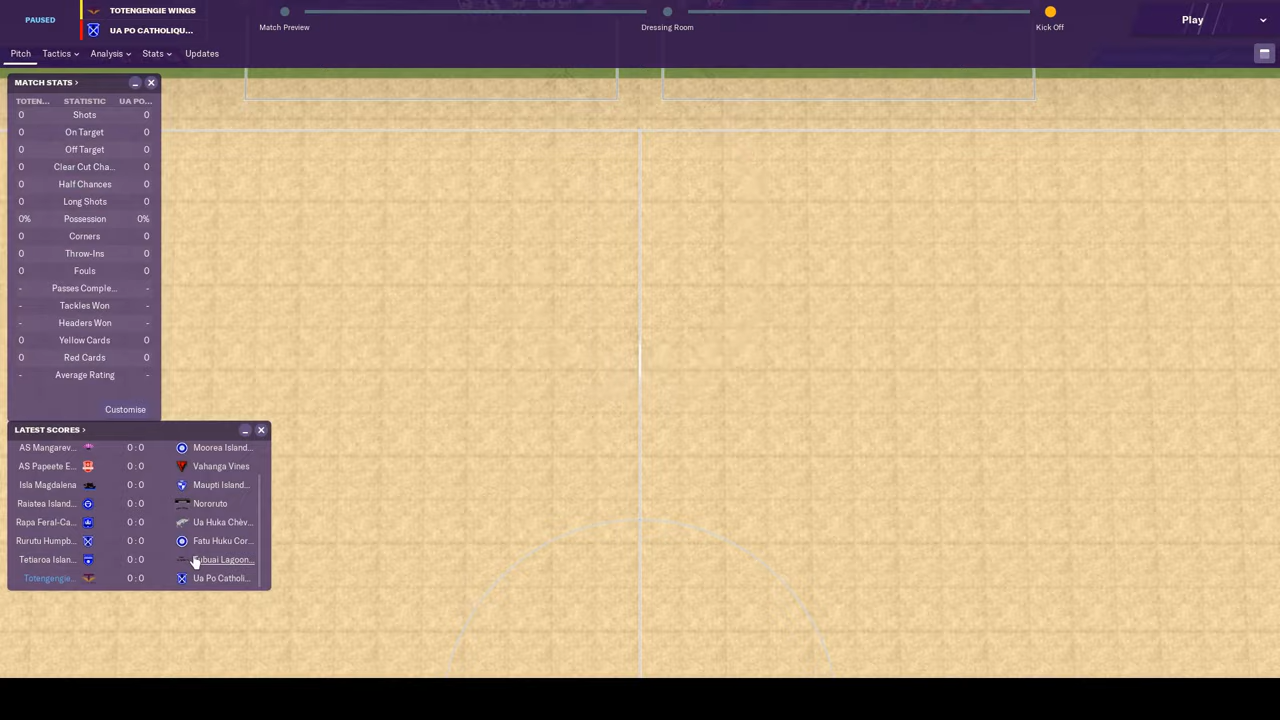 PAUSED
TOTENGENGIE WINGS
UA PO CATHOLIQU...
Match Preview
Dressing Room
Kick Off
Play
Pitch
Tactics
Analysis
Stats
Updates
MATCH STATS >
TOTEN... STATISTIC UA PO...
0 Shots 0
0 On Target 0
0 Off Target 0
0 Clear Cut Cha... 0
0 Half Chances 0
0 Long Shots 0
0% Possession 0%
0 Corners 0
0 Throw-Ins 0
0 Fouls 0
- Passes Comple... -
- Tackles Won -
- Headers Won -
0 Yellow Cards 0
0 Red Cards 0
- Average Rating -
Customise
LATEST SCORES >
AS Mangarev... 0 : 0 Moorea Island...
AS Papeete E... 0 : 0 Vahanga Vines
Isla Magdalena 0 : 0 Maupti Island...
Raiatea Island... 0 : 0 Nororuto
Rapa Feral-Ca... 0 : 0 Ua Huka Chèv...
Rurutu Humpb... 0 : 0 Fatu Huku Cor...
Tetiaroa Islan... 0 : 0 Tubuai Lagoon...
Totengengie... 0 : 0 Ua Po Catholi...